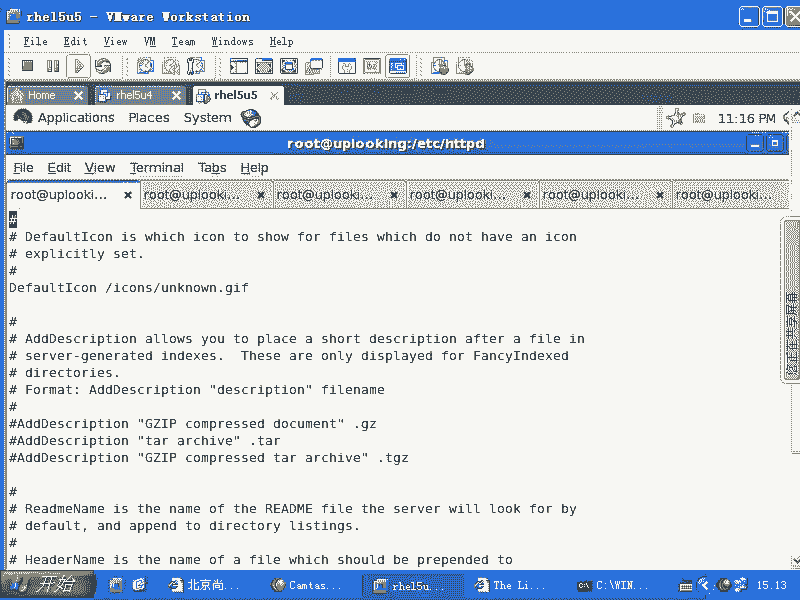 rhel5u5 - VMware Workstation
File Edit View VM Team Windows Help
Home rhel5u4 rhel5u5
Applications Places System 11:16 PM
root@uplooking:/etc/httpd
File Edit View Terminal Tabs Help
root@uplooki... root@uplooki... root@uplooki... root@uplooki... root@uplooki... root@uplooki...
#
# DefaultIcon is which icon to show for files which do not have an icon
# explicitly set.
#
DefaultIcon /icons/unknown.gif
#
# AddDescription allows you to place a short description after a file in
# server-generated indexes.  These are only displayed for FancyIndexed
# directories.
# Format: AddDescription "description" filename
#
#AddDescription "GZIP compressed document" .gz
#AddDescription "tar archive" .tar
#AddDescription "GZIP compressed tar archive" .tgz
#
# ReadmeName is the name of the README file the server will look for by
# default, and append to directory listings.
#
# HeaderName is the name of a file which should be prepended to
开始 北京尚... Camtas... rhel5u... The Li... C:\WIN... 15.13